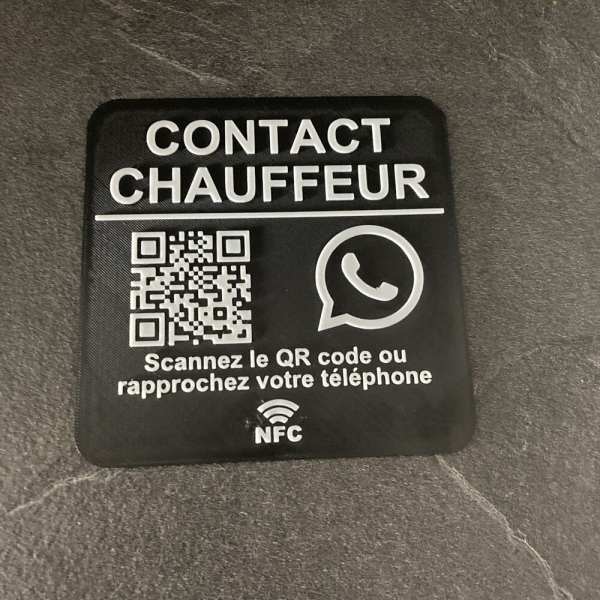 CONTACT
CHAUFFEUR
Scannez le QR code ou
rapprochez votre téléphone
NFC